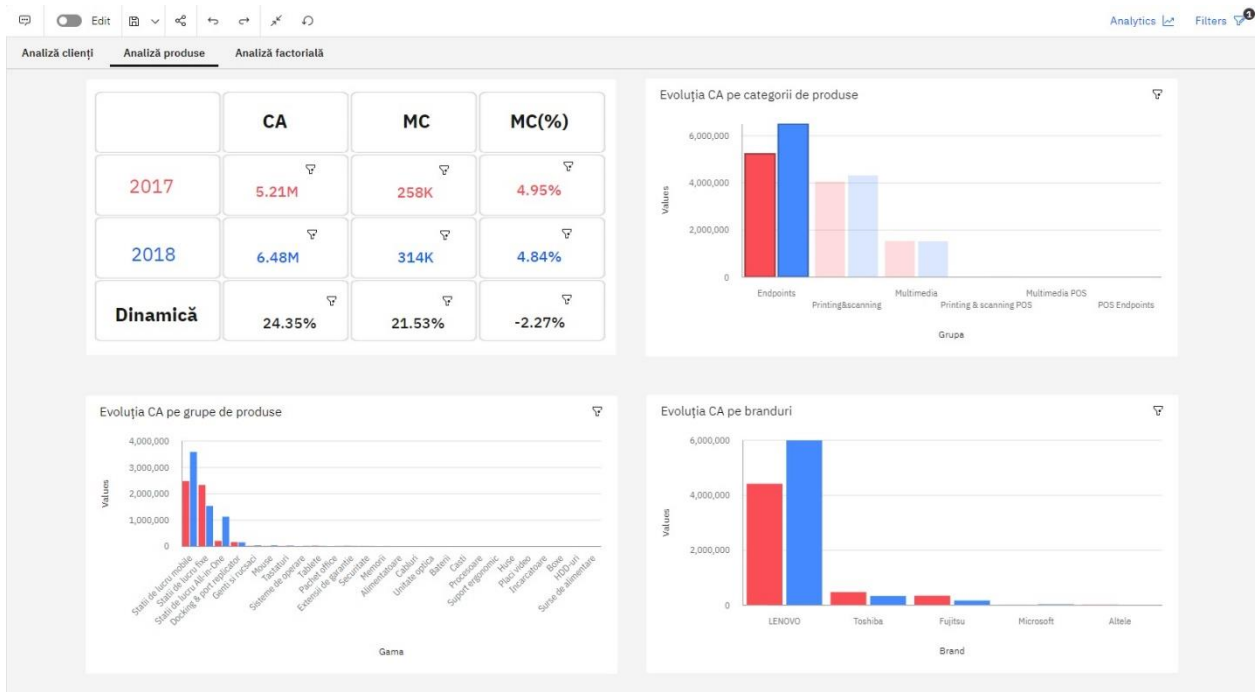 Edit
Analytics
Filters
1
Analiză clienți
Analiză produse
Analiză factorială
CA MC MC(%)
2017 5.21M 258K 4.95%
2018 6.48M 314K 4.84%
Dinamică 24.35% 21.53% -2.27%
Evoluția CA pe categorii de produse
Values
6,000,000
4,000,000
2,000,000
0
Endpoints
Printing&scanning
Multimedia
Printing & scanning POS
Multimedia POS
POS Endpoints
Grupa
Evoluția CA pe grupe de produse
Values
4,000,000
3,000,000
2,000,000
1,000,000
0
Statii de lucru mobile
Statii de lucru fixe
Statii de lucru All-in-One
Docking & port replicator
Genti si rucsaci
Mouse
Tastaturi
Sisteme de operare
Tablete
Pachet office
Extensii de garantie
Securitate
Memorii
Alimentatoare
Cabluri
Unitate optica
Baterii
Casti
Procesoare
Suport ergonomic
Huse
Placi video
Incarcatoare
Boxe
HDD-uri
Surse de alimentare
Gama
Evoluția CA pe branduri
Values
6,000,000
4,000,000
2,000,000
0
LENOVO
Toshiba
Fujitsu
Microsoft
Altele
Brand